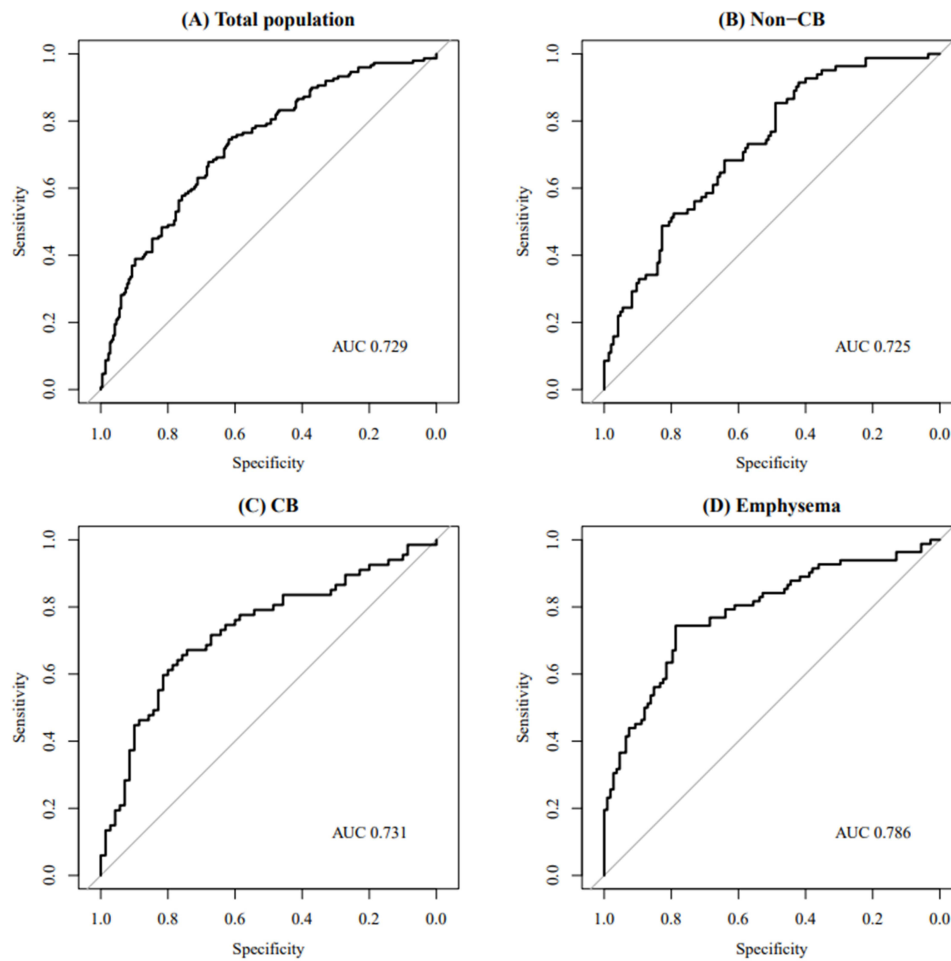 (A) Total population
1.0
0.8
0.6
0.4
0.2
0.0
Sensitivity
AUC 0.729
1.0 0.8 0.6 0.4 0.2 0.0
Specificity
(B) Non−CB
1.0
0.8
0.6
0.4
0.2
0.0
Sensitivity
AUC 0.725
1.0 0.8 0.6 0.4 0.2 0.0
Specificity
(C) CB
1.0
0.8
0.6
0.4
0.2
0.0
Sensitivity
AUC 0.731
1.0 0.8 0.6 0.4 0.2 0.0
Specificity
(D) Emphysema
1.0
0.8
0.6
0.4
0.2
0.0
Sensitivity
AUC 0.786
1.0 0.8 0.6 0.4 0.2 0.0
Specificity